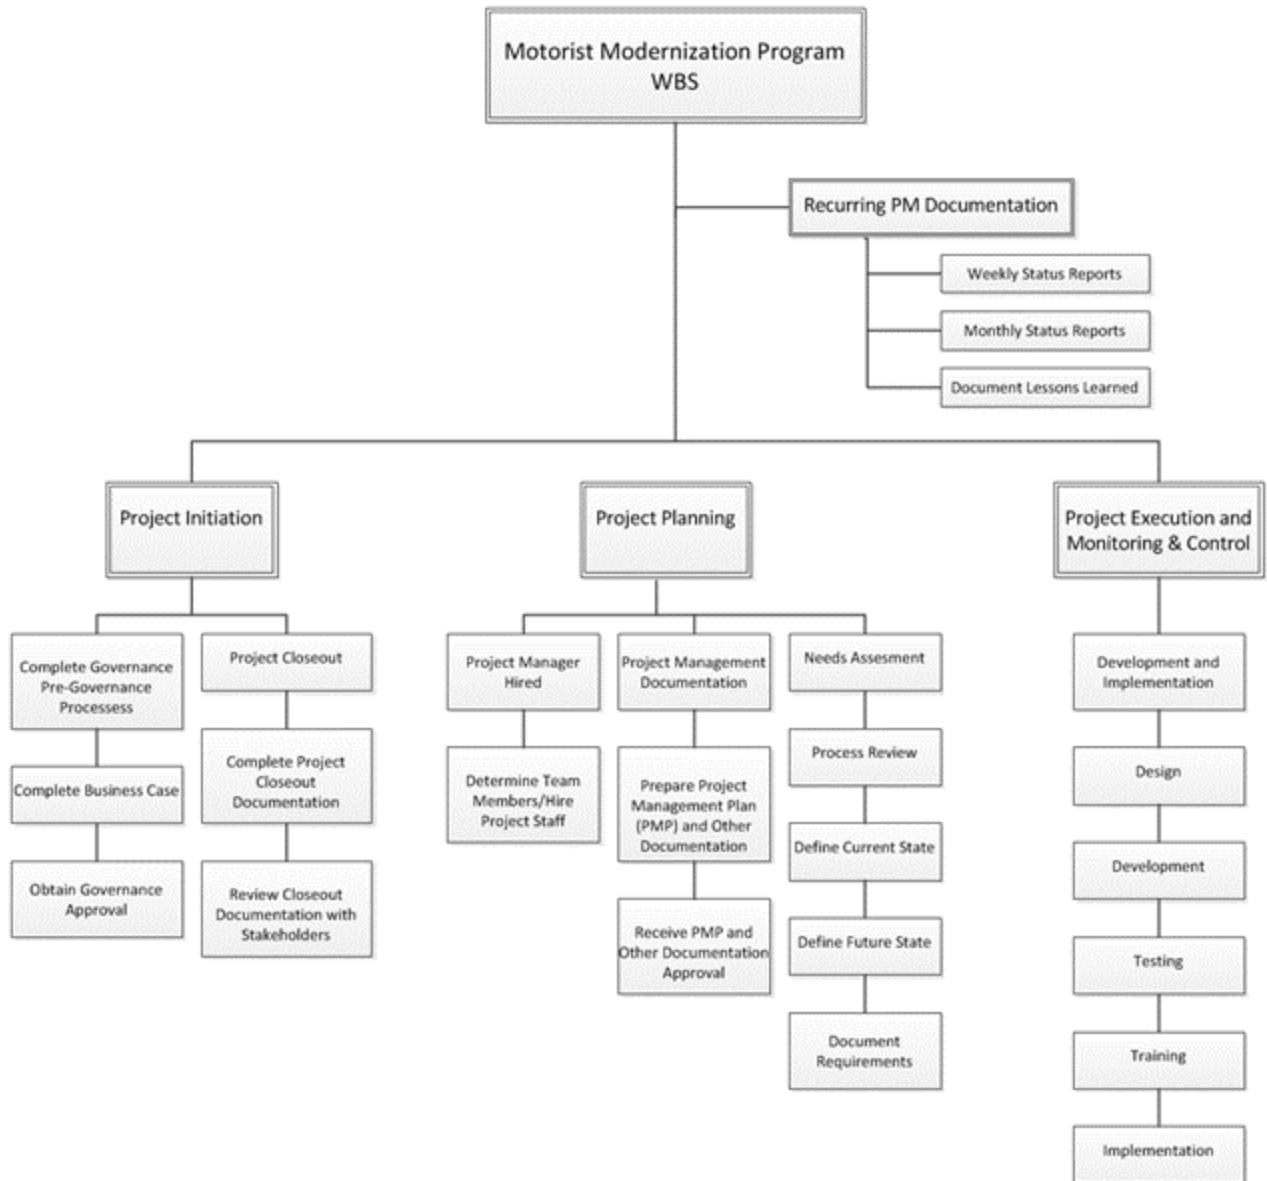 Motorist Modernization Program
WBS
Recurring PM Documentation
Weekly Status Reports
Monthly Status Reports
Document Lessons Learned
Project Initiation
Complete Governance
Pre-Governance
Processess
Complete Business Case
Obtain Governance
Approval
Project Closeout
Complete Project
Closeout
Documentation
Review Closeout
Documentation with
Stakeholders
Project Planning
Project Manager
Hired
Determine Team
Members/Hire
Project Staff
Project Management
Documentation
Prepare Project
Management Plan
(PMP) and Other
Documentation
Receive PMP and
Other Documentation
Approval
Needs Assesment
Process Review
Define Current State
Define Future State
Document
Requirements
Project Execution and
Monitoring & Control
Development and
Implementation
Design
Development
Testing
Training
Implementation